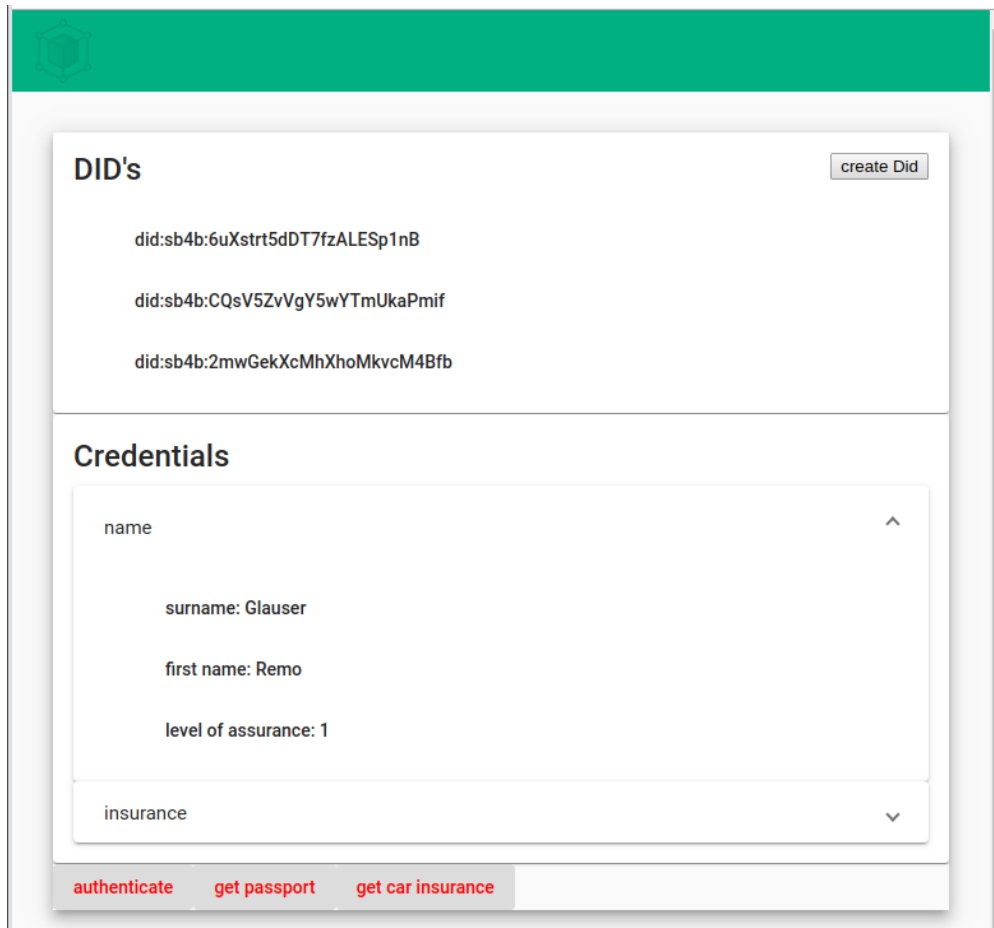 DID's
create Did
did:sb4b:6uXstrt5dDT7fzALESp1nB
did:sb4b:CQsV5ZvVgY5wYTmUkaPmif
did:sb4b:2mwGekXcMhXhoMkvcM4Bfb
Credentials
name
surname: Glauser
first name: Remo
level of assurance: 1
insurance
authenticate get passport get car insurance